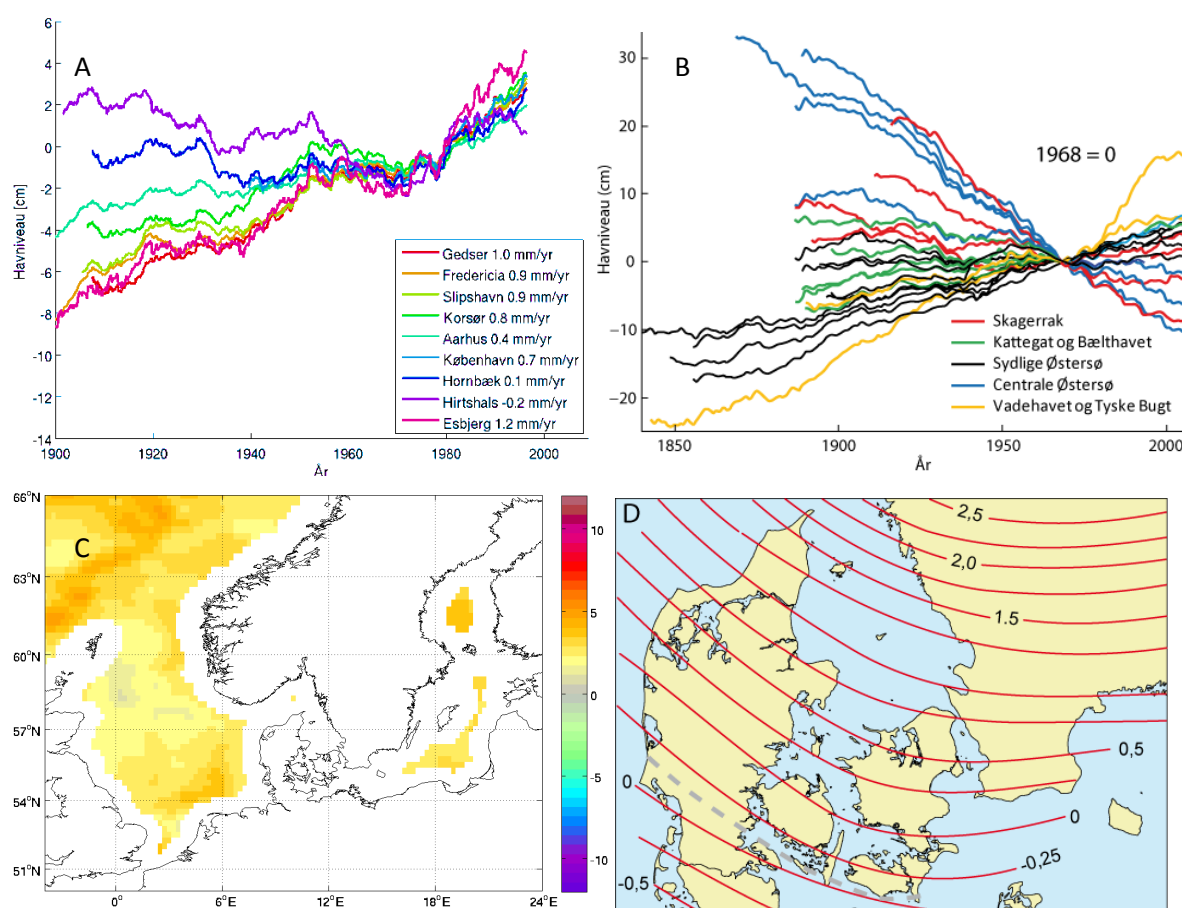 A
Havniveau [cm]
6
4
2
0
-2
-4
-6
-8
-10
-12
-14
1900
1920
1940
1960
1980
2000
År
Gedser 1.0 mm/yr
Fredericia 0.9 mm/yr
Slipshavn 0.9 mm/yr
Korsør 0.8 mm/yr
Aarhus 0.4 mm/yr
København 0.7 mm/yr
Hornbæk 0.1 mm/yr
Hirtshals -0.2 mm/yr
Esbjerg 1.2 mm/yr
B
Havniveau (cm)
30
20
10
0
−10
−20
1850
1900
1950
2000
År
1968 = 0
Skagerrak
Kattegat og Bælthavet
Sydlige Østersø
Centrale Østersø
Vadehavet og Tyske Bugt
C
66°N
63°N
60°N
57°N
54°N
51°N
0°
6°E
12°E
18°E
24°E
10
5
0
-5
-10
D
2,5
2,0
1.5
0,5
0
0
-0,25
-0,5